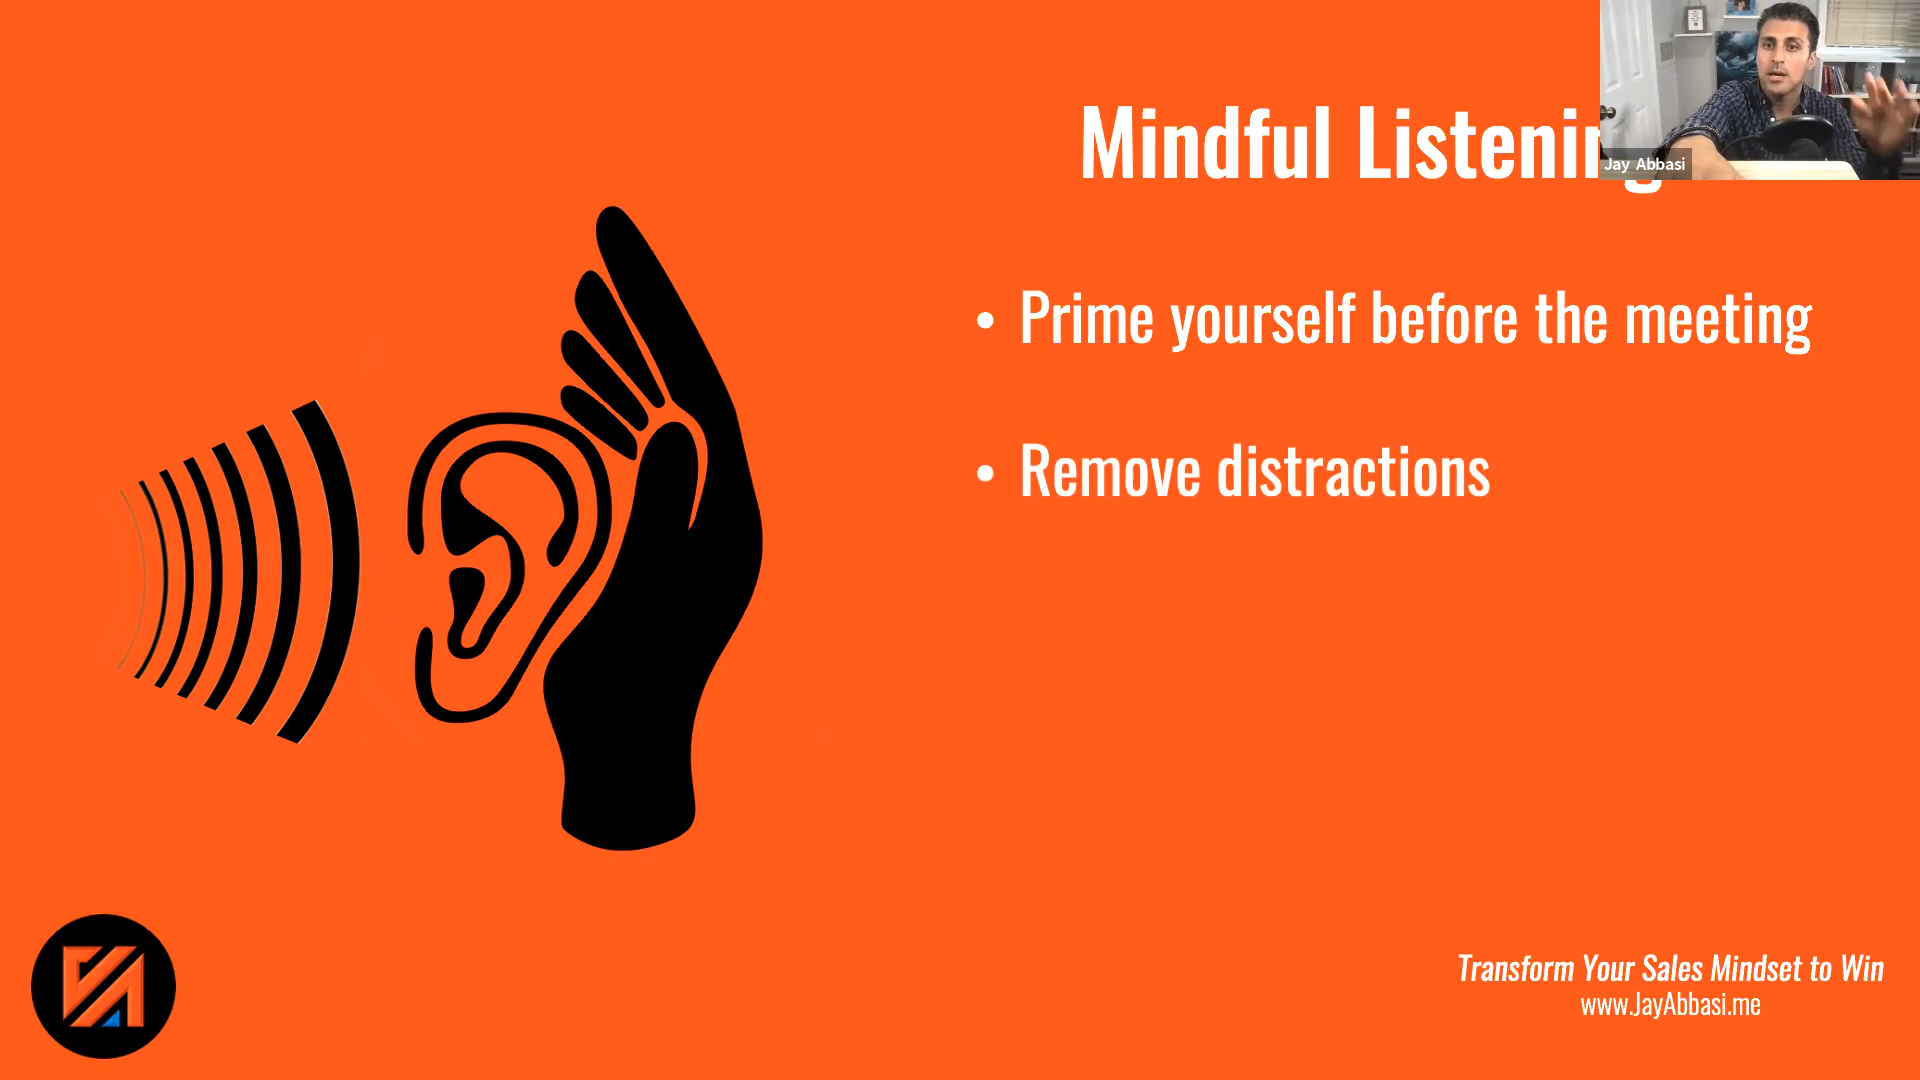 Mindful Listening
Jay Abbasi
• Prime yourself before the meeting
• Remove distractions
Transform Your Sales Mindset to Win
www.JayAbbasi.me